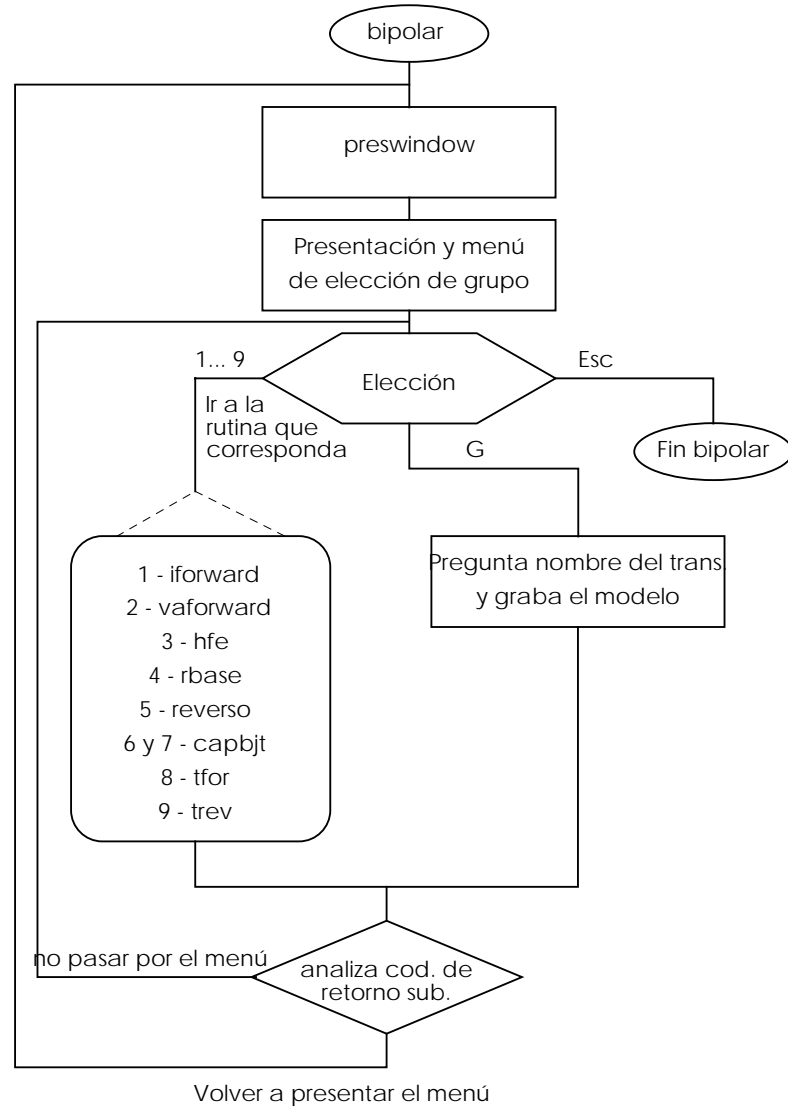 bipolar
preswindow
Presentación y menú
de elección de grupo
1... 9
Elección
Esc
Ir a la
rutina que
corresponda
G
Fin bipolar
1 - iforward
2 - vaforward
3 - hfe
4 - rbase
5 - reverso
6 y 7 - capbjt
8 - tfor
9 - trev
Pregunta nombre del trans.
y graba el modelo
no pasar por el menú
analiza cod. de
retorno sub.
Volver a presentar el menú